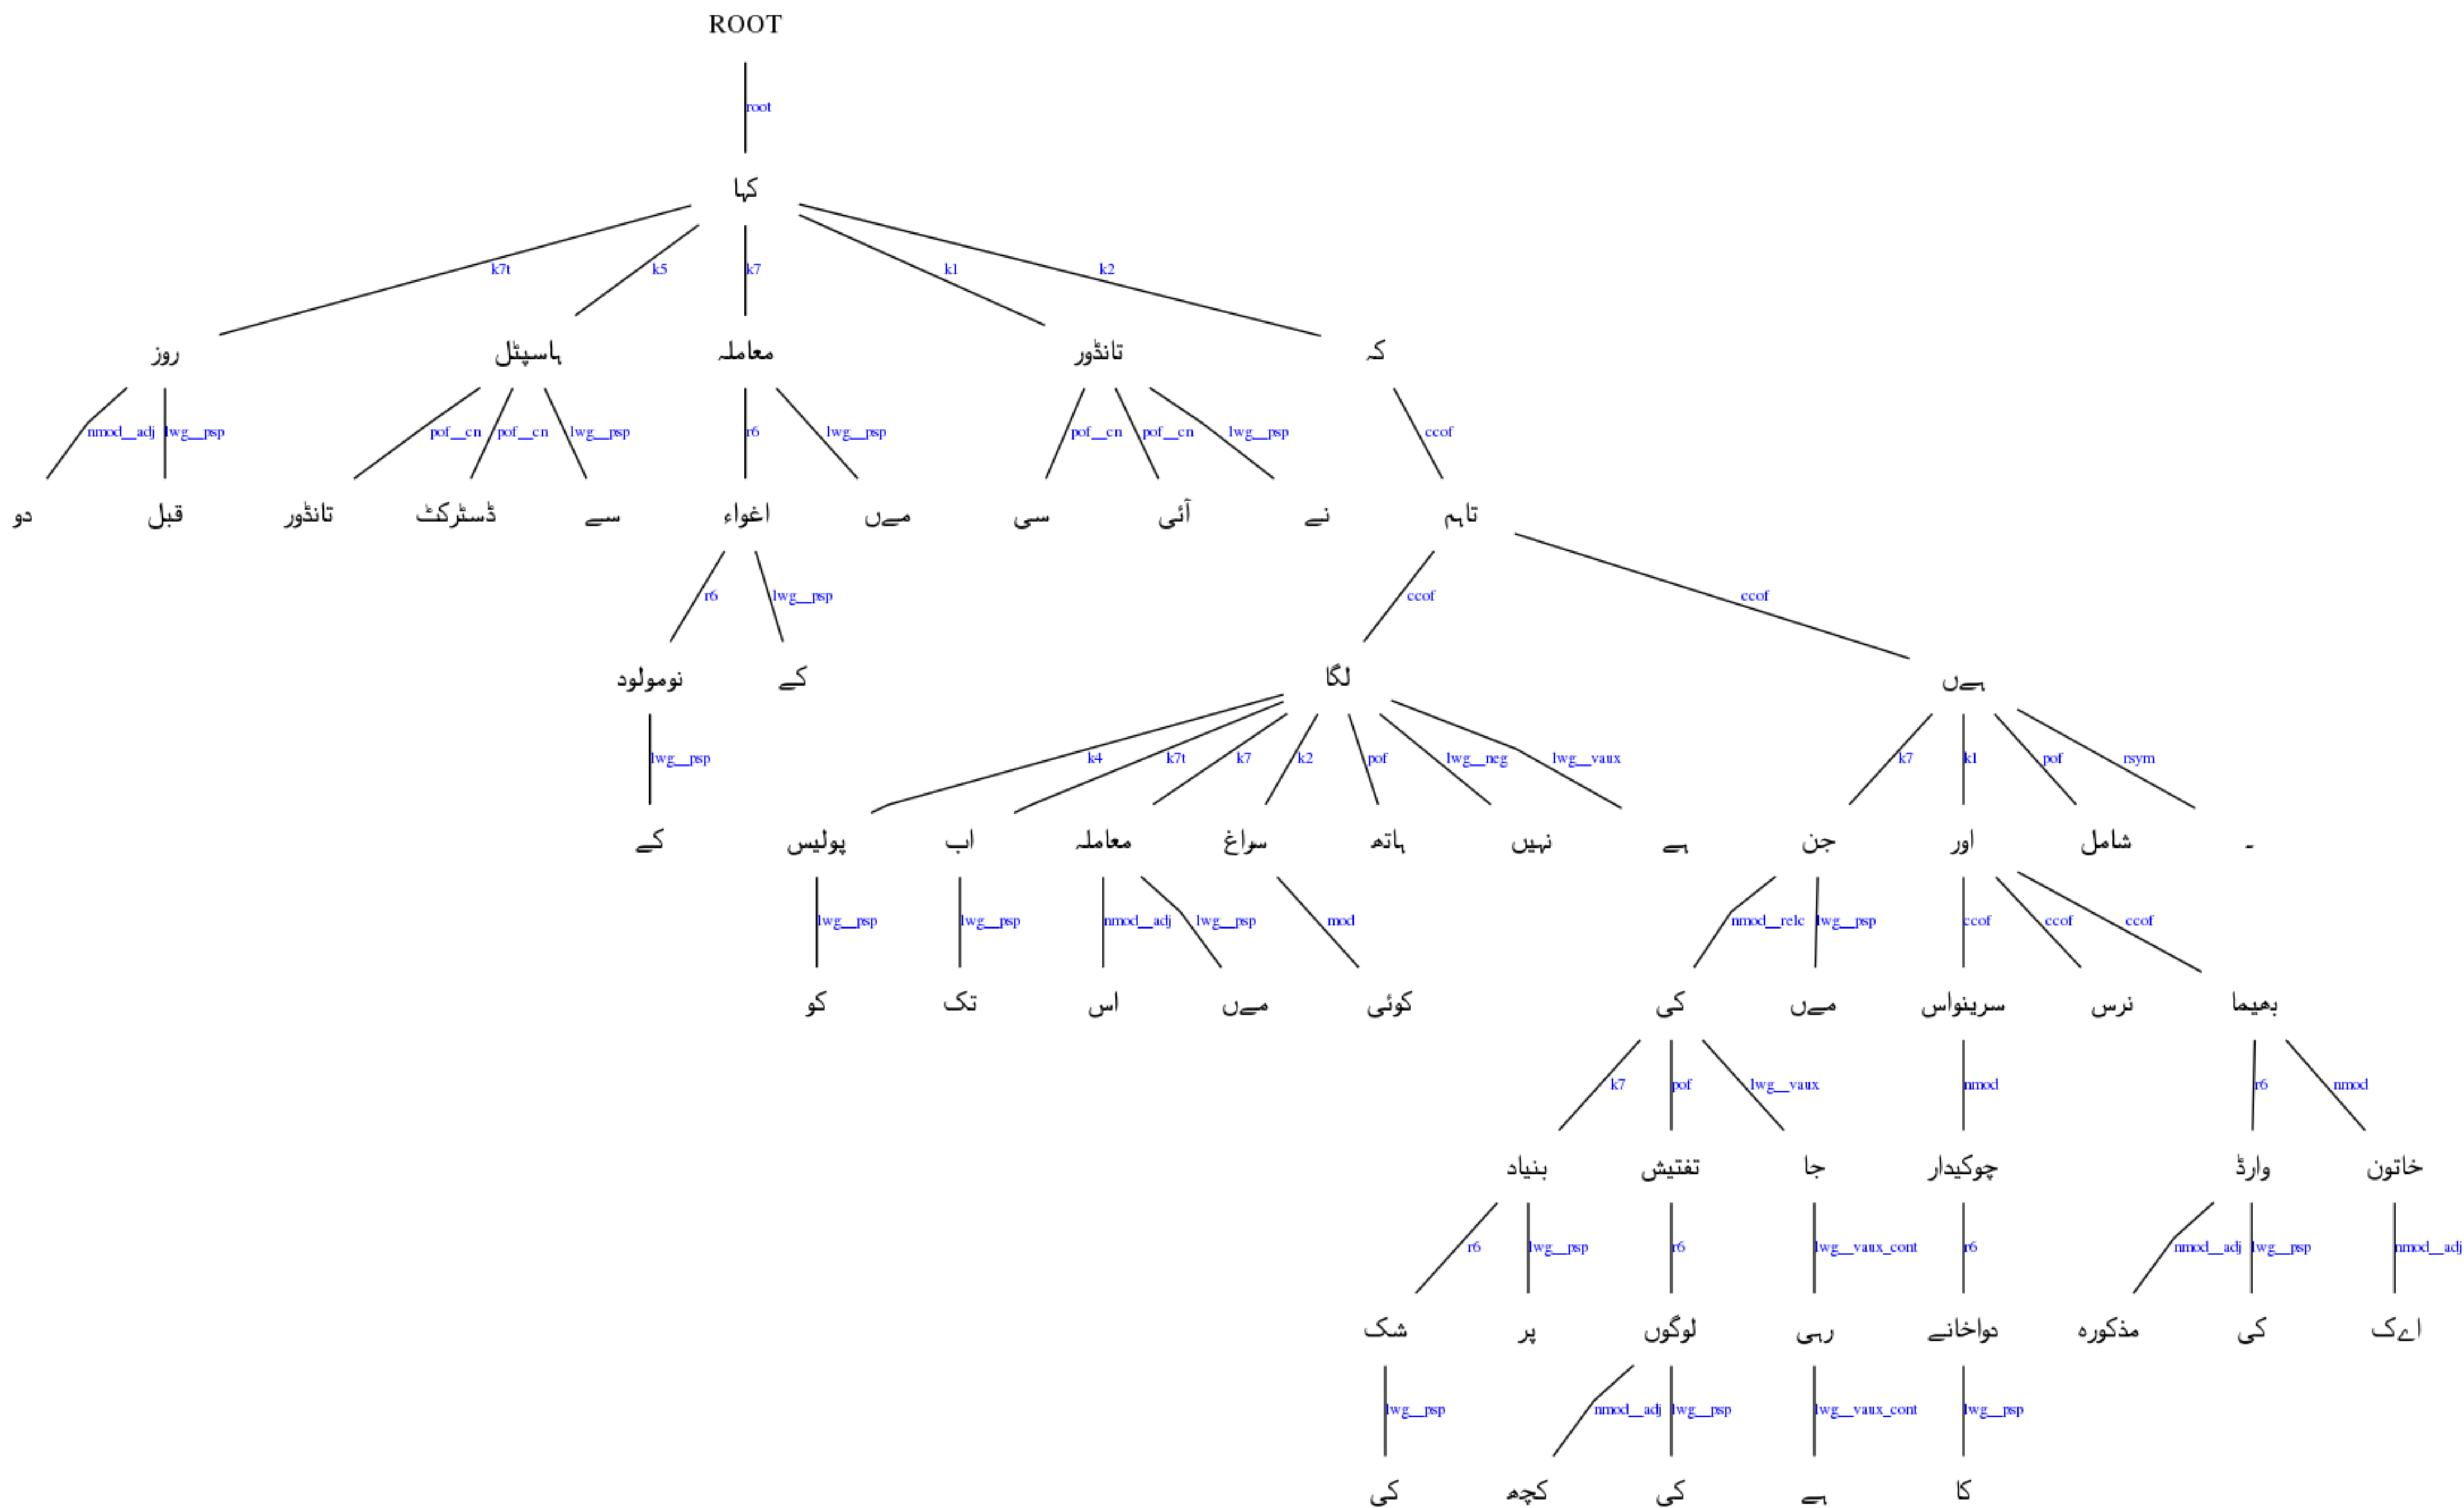 ROOT
root
کہا
k7t k5 k7 k1 k2
روز ہاسپٹل معاملہ تانڈور کہ
nmod__adj lwg__psp pof__cn pof__cn lwg__psp r6 lwg__psp pof__cn pof__cn lwg__psp ccof
دو قبل تانڈور ڈسٹرکٹ سے اغواء مےں سی آئی نے تاہم
r6 lwg__psp ccof ccof
نومولود کے لگا ہےں
lwg__psp k4 k7t k7 k2 pof lwg__neg lwg__vaux k7 k1 pof rsym
کے پولیس اب معاملہ سراغ ہاتھ نہیں ہے جن اور شامل ۔
lwg__psp lwg__psp nmod__adj lwg__psp mod nmod__relc lwg__psp ccof ccof ccof
کو تک اس مےں کوئی کی مےں سرینواس نرس بھیما
k7 pof lwg__vaux nmod r6 nmod
بنیاد تفتیش جا چوکیدار وارڈ خاتون
r6 lwg__psp r6 lwg__vaux_cont r6 nmod__adj lwg__psp nmod__adj
شک پر لوگوں رہی دواخانے مذکورہ کی اےک
lwg__psp nmod__adj lwg__psp lwg__vaux_cont lwg__psp
کی کچھ کی ہے کا